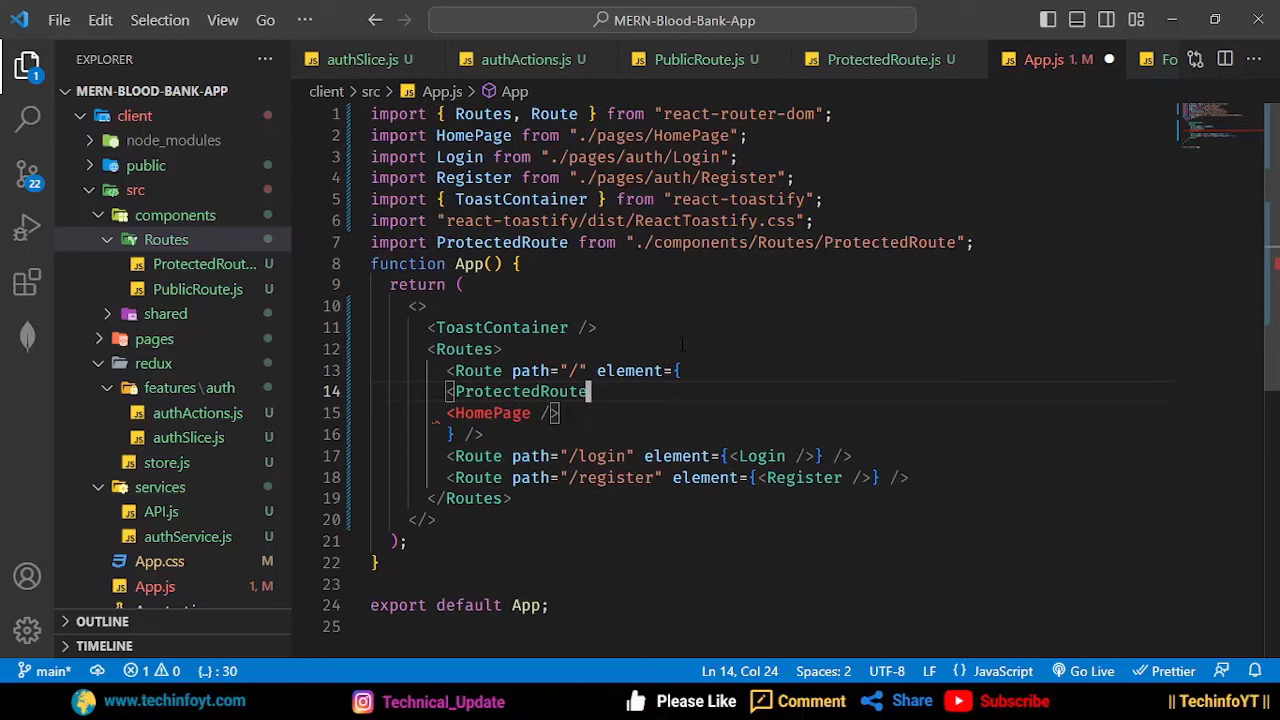 File Edit Selection View Go ··· MERN-Blood-Bank-App
EXPLORER ···
authSlice.js U authActions.js U PublicRoute.js U ProtectedRoute.js U App.js 1, M Fo ···
client > src > App.js > App
MERN-BLOOD-BANK-APP
client
node_modules
public
src
components
Routes
ProtectedRout... U
PublicRoute.js U
shared
pages
redux
features\auth
authActions.js U
authSlice.js U
store.js U
services
API.js U
authService.js U
App.css M
App.js 1, M
OUTLINE
TIMELINE
1
22
1 import { Routes, Route } from "react-router-dom";
2 import HomePage from "./pages/HomePage";
3 import Login from "./pages/auth/Login";
4 import Register from "./pages/auth/Register";
5 import { ToastContainer } from "react-toastify";
6 import "react-toastify/dist/ReactToastify.css";
7 import ProtectedRoute from "./components/Routes/ProtectedRoute";
8 function App() {
9 return (
10 <>
11 <ToastContainer />
12 <Routes>
13 <Route path="/" element={
14 <ProtectedRoute
15 <HomePage />
16 } />
17 <Route path="/login" element={<Login />} />
18 <Route path="/register" element={<Register />} />
19 </Routes>
20 </>
21 );
22 }
23
24 export default App;
25
main* 1 0 {..} : 30 Ln 14, Col 24 Spaces: 2 UTF-8 LF {} JavaScript Go Live Prettier
www.techinfoyt.com Technical_Update Please Like Comment Share Subscribe || TechinfoYT ||